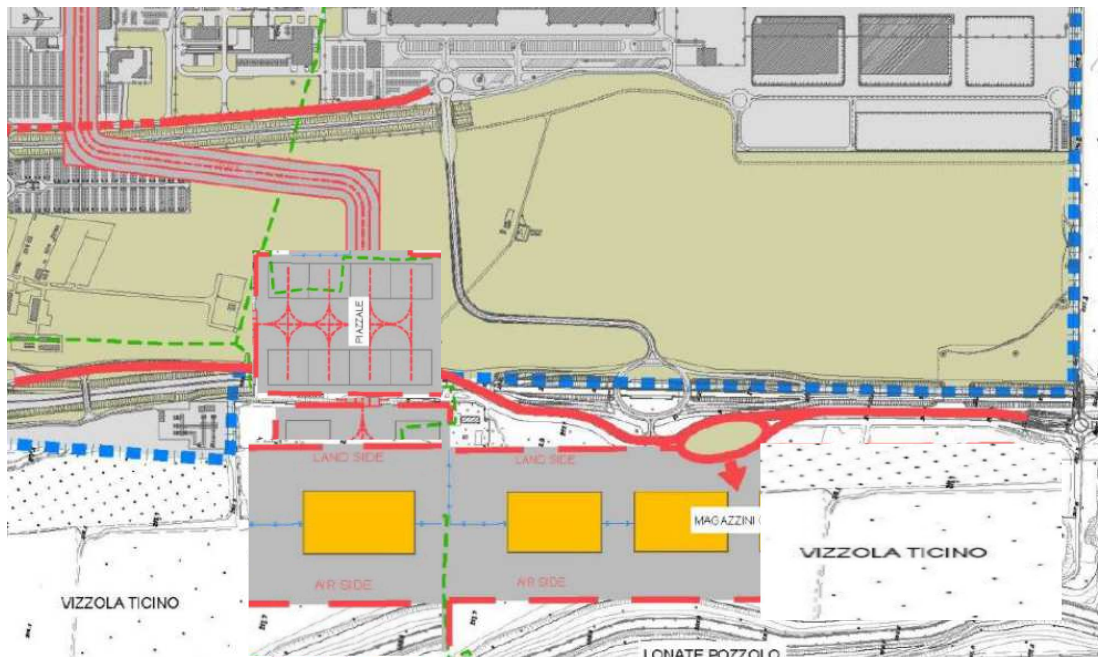 PIAZZALE
LAND SIDE
LAND SIDE
MAGAZZINI
VIZZOLA TICINO
AIR SIDE
AIR SIDE
VIZZOLA TICINO
LONATE POZZOLO